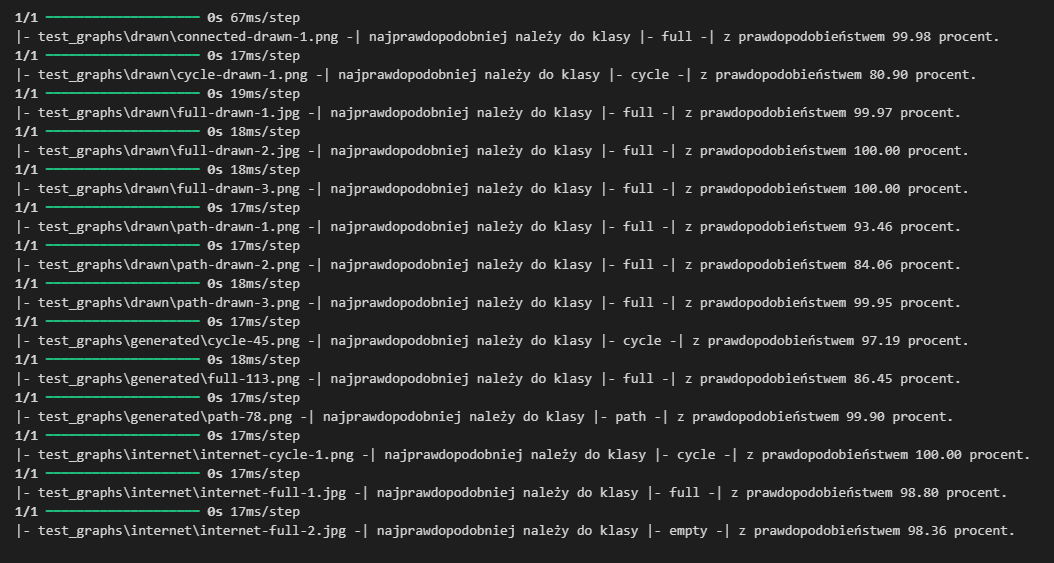 1/1 ━━━━━━━━━━━━━━━━━━━━ 0s 67ms/step
|- test_graphs\drawn\connected-drawn-1.png -| najprawdopodobniej należy do klasy |- full -| z prawdopodobieństwem 99.98 procent.
1/1 ━━━━━━━━━━━━━━━━━━━━ 0s 17ms/step
|- test_graphs\drawn\cycle-drawn-1.png -| najprawdopodobniej należy do klasy |- cycle -| z prawdopodobieństwem 80.90 procent.
1/1 ━━━━━━━━━━━━━━━━━━━━ 0s 19ms/step
|- test_graphs\drawn\full-drawn-1.jpg -| najprawdopodobniej należy do klasy |- full -| z prawdopodobieństwem 99.97 procent.
1/1 ━━━━━━━━━━━━━━━━━━━━ 0s 18ms/step
|- test_graphs\drawn\full-drawn-2.jpg -| najprawdopodobniej należy do klasy |- full -| z prawdopodobieństwem 100.00 procent.
1/1 ━━━━━━━━━━━━━━━━━━━━ 0s 18ms/step
|- test_graphs\drawn\full-drawn-3.png -| najprawdopodobniej należy do klasy |- full -| z prawdopodobieństwem 100.00 procent.
1/1 ━━━━━━━━━━━━━━━━━━━━ 0s 17ms/step
|- test_graphs\drawn\path-drawn-1.png -| najprawdopodobniej należy do klasy |- full -| z prawdopodobieństwem 93.46 procent.
1/1 ━━━━━━━━━━━━━━━━━━━━ 0s 17ms/step
|- test_graphs\drawn\path-drawn-2.png -| najprawdopodobniej należy do klasy |- full -| z prawdopodobieństwem 84.06 procent.
1/1 ━━━━━━━━━━━━━━━━━━━━ 0s 18ms/step
|- test_graphs\drawn\path-drawn-3.png -| najprawdopodobniej należy do klasy |- full -| z prawdopodobieństwem 99.95 procent.
1/1 ━━━━━━━━━━━━━━━━━━━━ 0s 17ms/step
|- test_graphs\generated\cycle-45.png -| najprawdopodobniej należy do klasy |- cycle -| z prawdopodobieństwem 97.19 procent.
1/1 ━━━━━━━━━━━━━━━━━━━━ 0s 18ms/step
|- test_graphs\generated\full-113.png -| najprawdopodobniej należy do klasy |- full -| z prawdopodobieństwem 86.45 procent.
1/1 ━━━━━━━━━━━━━━━━━━━━ 0s 17ms/step
|- test_graphs\generated\path-78.png -| najprawdopodobniej należy do klasy |- path -| z prawdopodobieństwem 99.90 procent.
1/1 ━━━━━━━━━━━━━━━━━━━━ 0s 17ms/step
|- test_graphs\internet\internet-cycle-1.png -| najprawdopodobniej należy do klasy |- cycle -| z prawdopodobieństwem 100.00 procent.
1/1 ━━━━━━━━━━━━━━━━━━━━ 0s 17ms/step
|- test_graphs\internet\internet-full-1.jpg -| najprawdopodobniej należy do klasy |- full -| z prawdopodobieństwem 98.80 procent.
1/1 ━━━━━━━━━━━━━━━━━━━━ 0s 17ms/step
|- test_graphs\internet\internet-full-2.jpg -| najprawdopodobniej należy do klasy |- empty -| z prawdopodobieństwem 98.36 procent.